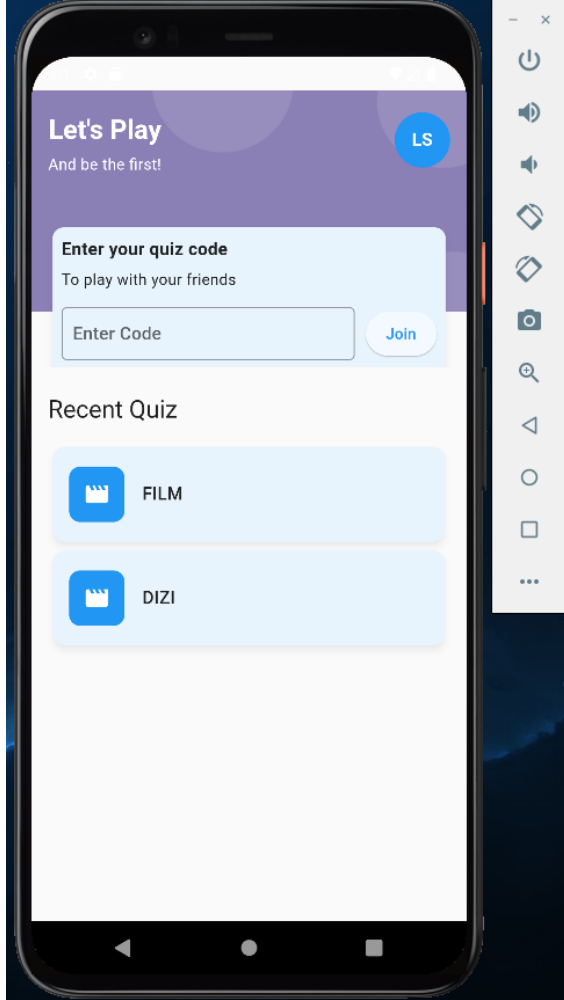 Let's Play
LS
And be the first!
Enter your quiz code
To play with your friends
Enter Code
Join
Recent Quiz
FILM
DIZI